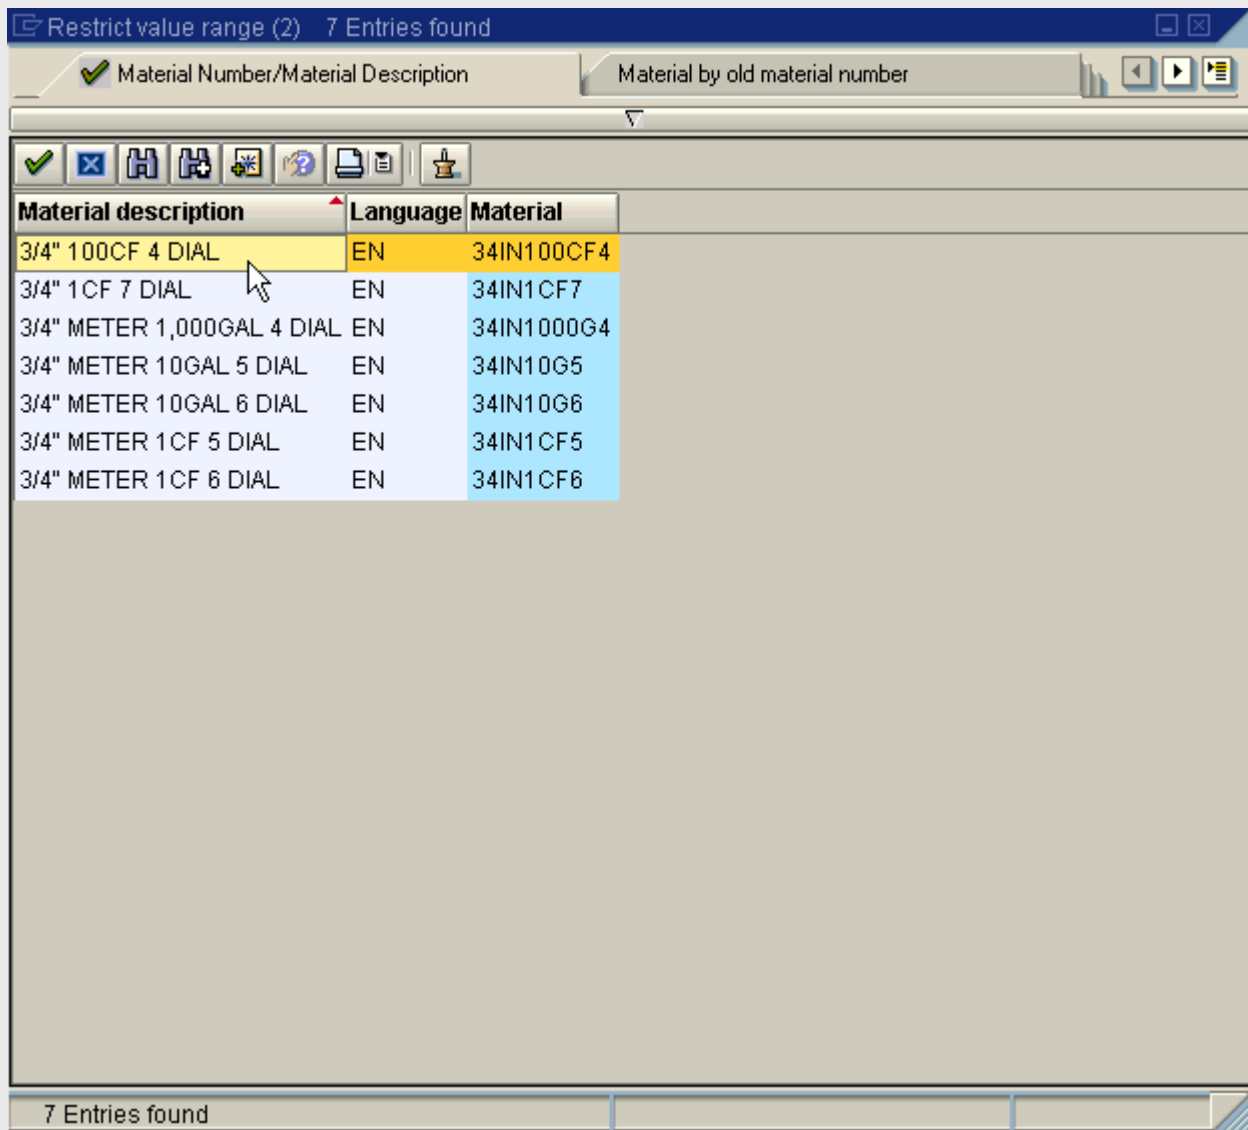 Restrict value range (2) 7 Entries found
Material Number/Material Description Material by old material number
Material description Language Material
3/4" 100CF 4 DIAL EN 34IN100CF4
3/4" 1CF 7 DIAL EN 34IN1CF7
3/4" METER 1,000GAL 4 DIAL EN 34IN1000G4
3/4" METER 10GAL 5 DIAL EN 34IN10G5
3/4" METER 10GAL 6 DIAL EN 34IN10G6
3/4" METER 1CF 5 DIAL EN 34IN1CF5
3/4" METER 1CF 6 DIAL EN 34IN1CF6
7 Entries found